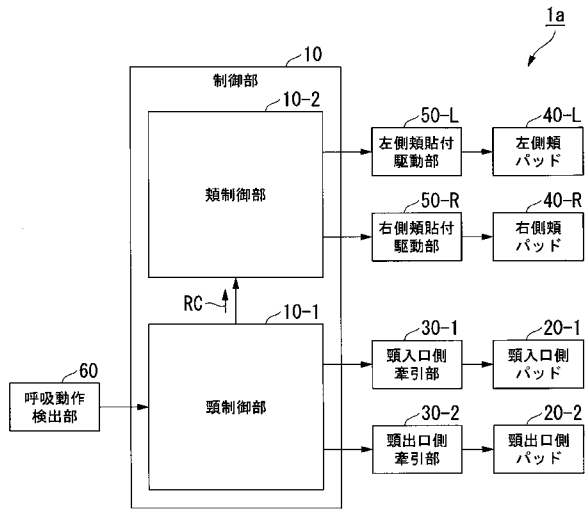 1a
10
制御部
10-2
頬制御部
50-L
左側頬貼付
駆動部
40-L
左側頬
パッド
50-R
右側頬貼付
駆動部
40-R
右側頬
パッド
RC
10-1
頸制御部
60
呼吸動作
検出部
30-1
頸入口側
牽引部
20-1
頸入口側
パッド
30-2
頸出口側
牽引部
20-2
頸出口側
パッド